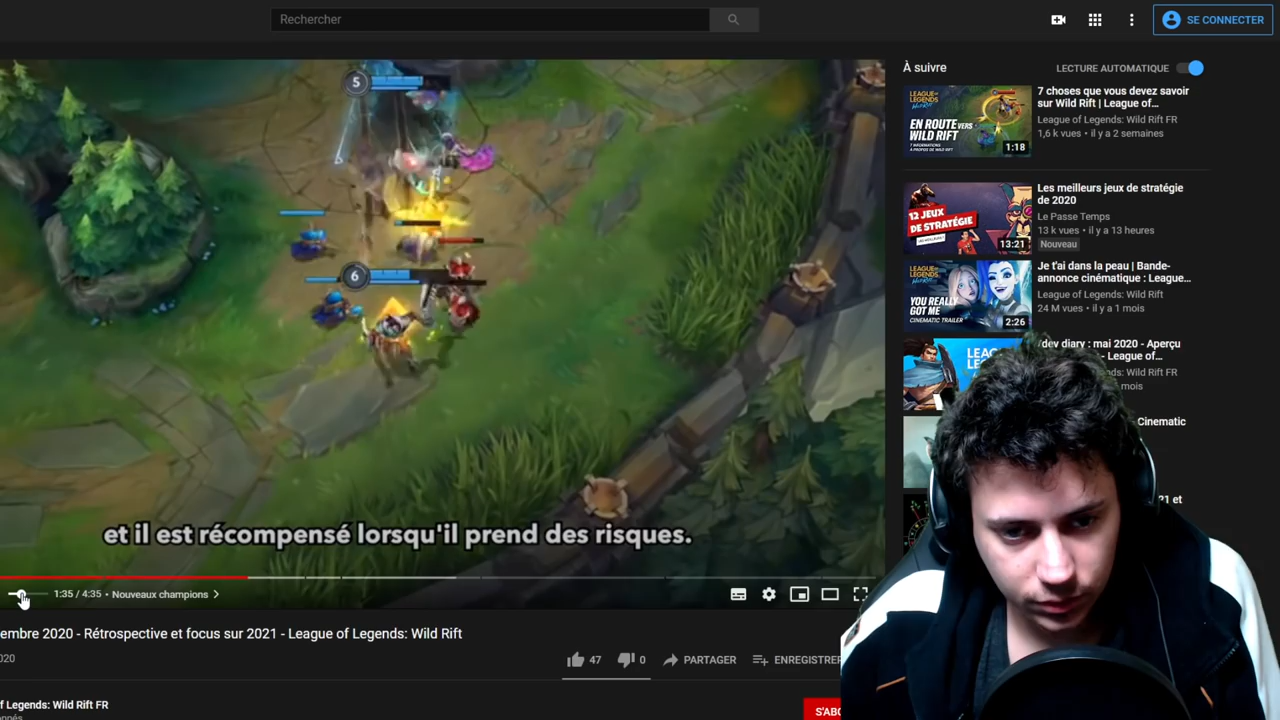 Rechercher
SE CONNECTER
5
6
et il est récompensé lorsqu'il prend des risques.
1:35 / 4:35 • Nouveaux champions
embre 2020 - Rétrospective et focus sur 2021 - League of Legends: Wild Rift
020
47
0
PARTAGER
ENREGISTRER
f Legends: Wild Rift FR
S'ABO
À suivre
LECTURE AUTOMATIQUE
LEAGUE OF
LEGENDS
EN ROUTE VERS
WILD RIFT
1:18
7 choses que vous devez savoir
sur Wild Rift | League of...
League of Legends: Wild Rift FR
1,6 k vues • il y a 2 semaines
12 JEUX
DE STRATÉGIE
13:21
Les meilleurs jeux de stratégie
de 2020
Le Passe Temps
13 k vues • il y a 13 heures
Nouveau
LEAGUE OF
LEGENDS
YOU REALLY
GOT ME
CINEMATIC TRAILER
2:26
Je t'ai dans la peau | Bande-
annonce cinématique : League...
League of Legends: Wild Rift
24 M vues • il y a 1 mois
/dev diary : mai 2020 - Aperçu
- League of...
ends: Wild Rift FR
mois
Cinematic
21 et